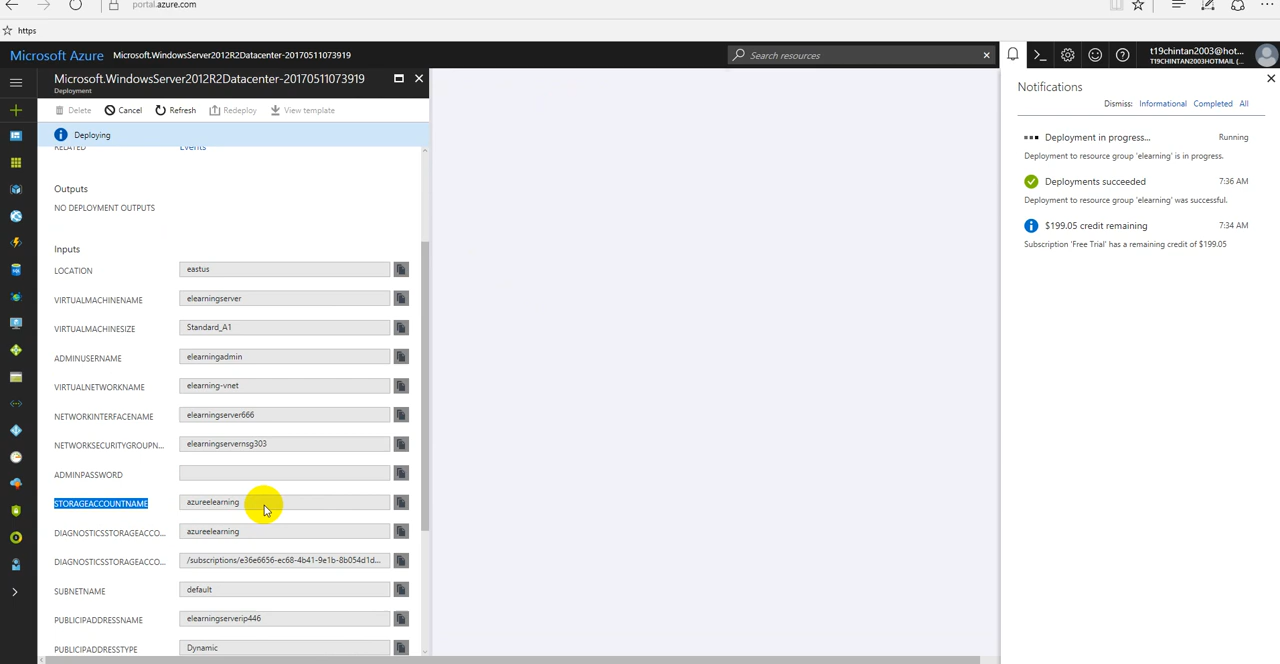 portal.azure.com
https
Microsoft Azure Microsoft.WindowsServer2012R2Datacenter-20170511073919
Search resources
t19chintan2003@hot...
T19CHINTAN2003HOTMAIL (...
Microsoft.WindowsServer2012R2Datacenter-20170511073919
Deployment
Delete Cancel Refresh Redeploy View template
Deploying
RELATED Events
Outputs
NO DEPLOYMENT OUTPUTS
Inputs
LOCATION eastus
VIRTUALMACHINENAME elearningserver
VIRTUALMACHINESIZE Standard_A1
ADMINUSERNAME elearningadmin
VIRTUALNETWORKNAME elearning-vnet
NETWORKINTERFACENAME elearningserver666
NETWORKSECURITYGROUPN... elearningservernsg303
ADMINPASSWORD
STORAGEACCOUNTNAME azureelearning
DIAGNOSTICSSTORAGEACCO... azureelearning
DIAGNOSTICSSTORAGEACCO... /subscriptions/e36e6656-ec68-4b41-9e1b-8b054d1d...
SUBNETNAME default
PUBLICIPADDRESSNAME elearningserverip446
PUBLICIPADDRESSTYPE Dynamic
Notifications
Dismiss: Informational Completed All
Deployment in progress... Running
Deployment to resource group 'elearning' is in progress.
Deployments succeeded 7:36 AM
Deployment to resource group 'elearning' was successful.
$199.05 credit remaining 7:34 AM
Subscription 'Free Trial' has a remaining credit of $199.05